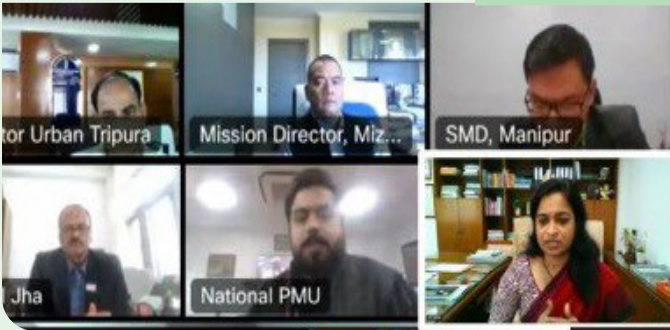 tor Urban Tripura
Mission Director, Miz...
SMD, Manipur
l Jha
National PMU